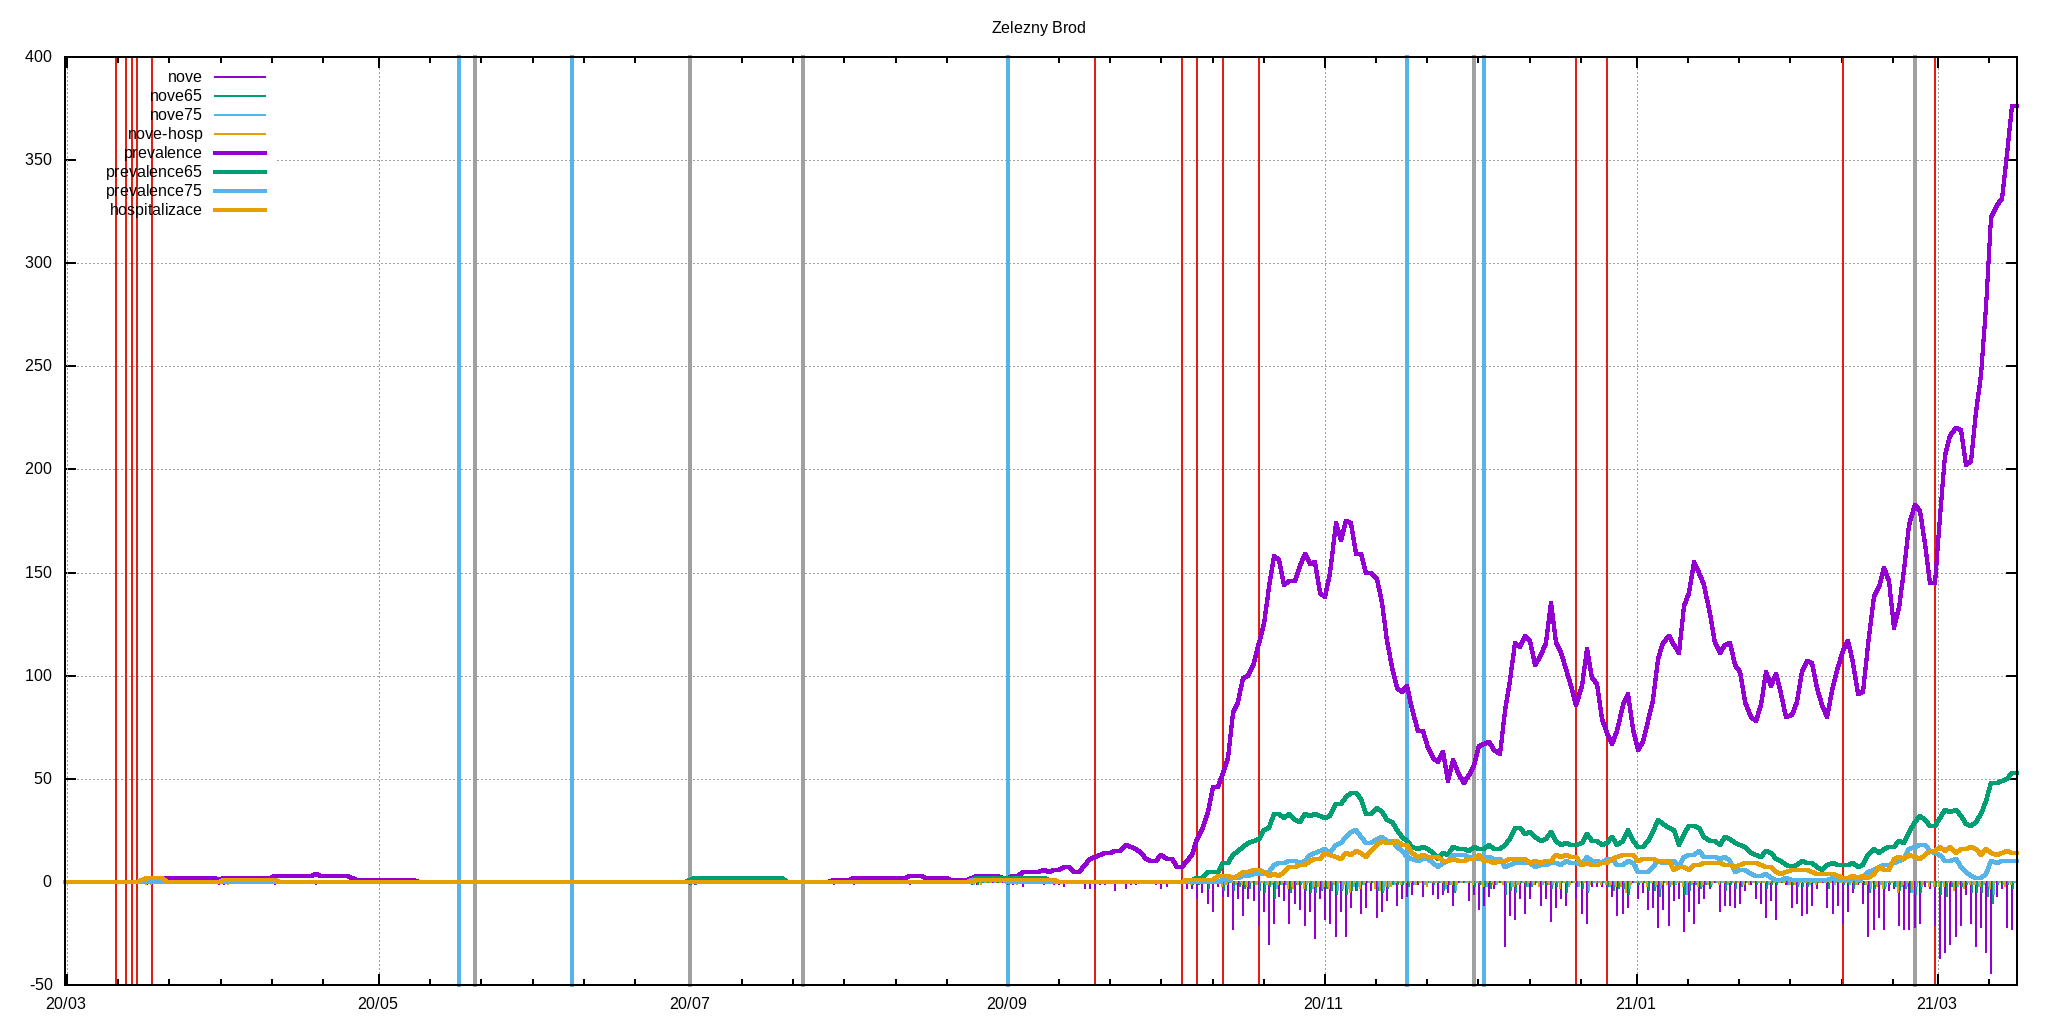 Zelezny Brod
400
350
300
250
200
150
100
50
0
-50
nove
nove65
nove75
nove-hosp
prevalence
prevalence65
prevalence75
hospitalizace
20/03 20/05 20/07 20/09 20/11 21/01 21/03